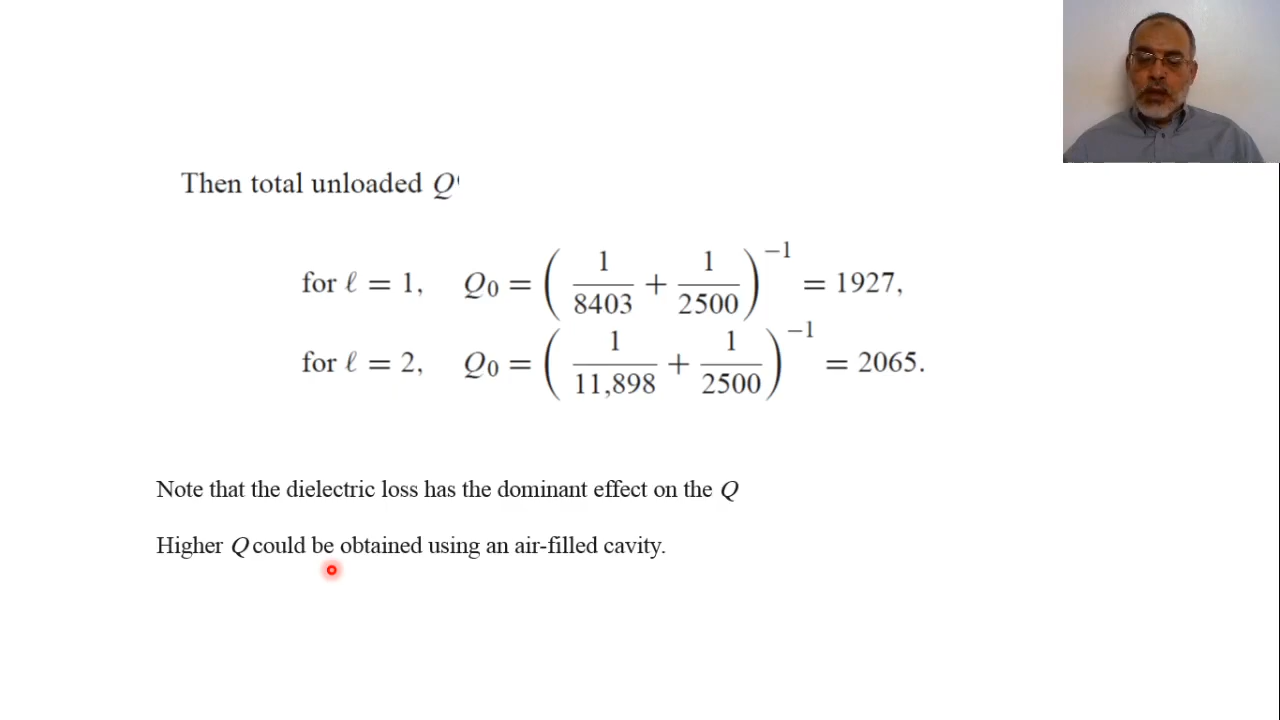 Then total unloaded Q
for ℓ = 1, Q0 = ( 1/8403 + 1/2500 )^−1 = 1927,
for ℓ = 2, Q0 = ( 1/11,898 + 1/2500 )^−1 = 2065.
Note that the dielectric loss has the dominant effect on the Q
Higher Q could be obtained using an air-filled cavity.